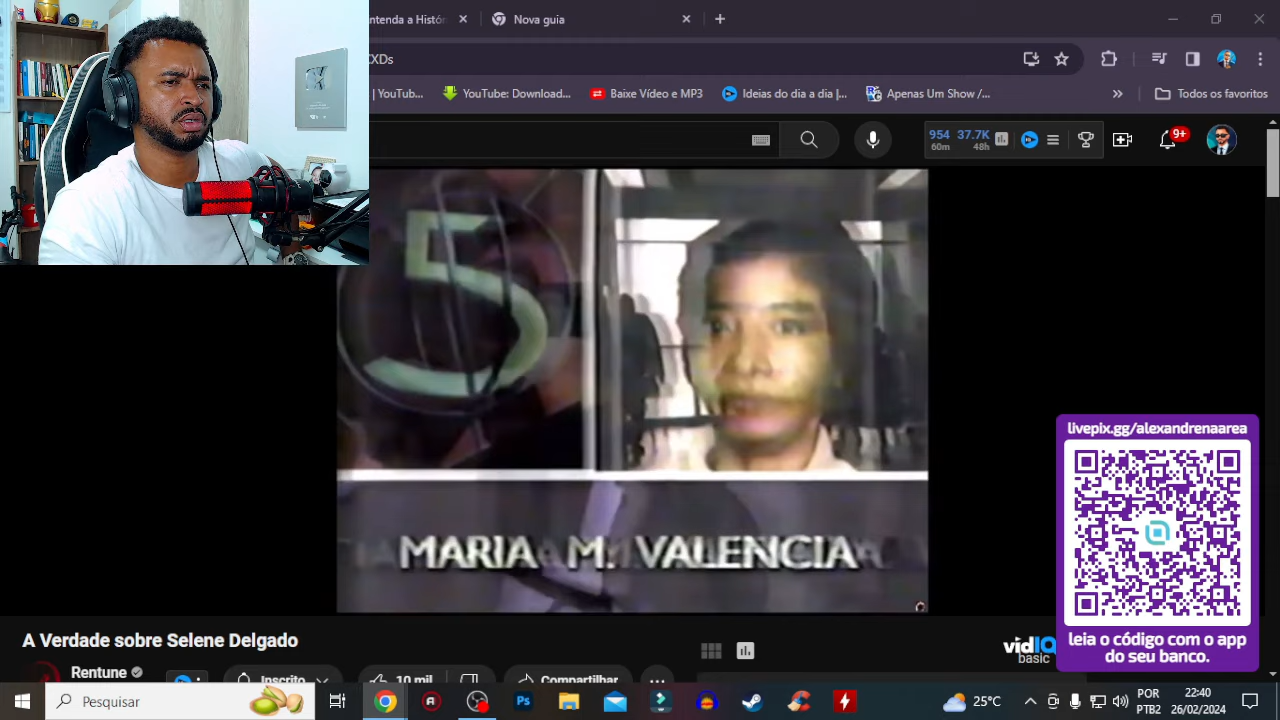 ntenda a Histór
Nova guia
XDs
| YouTub...
YouTube: Download...
Baixe Vídeo e MP3
Ideias do dia a dia |...
Apenas Um Show /...
Todos os favoritos
954 37.7K
60m 48h
9+
5
MARIA M. VALENCIA
livepix.gg/alexandrenaarea
leia o código com o app
do seu banco.
A Verdade sobre Selene Delgado
vidIQ
basic
Rentune
Inscrito
10 mil
Compartilhar
Pesquisar
Ps
25°C
POR
PTB2
22:40
26/02/2024